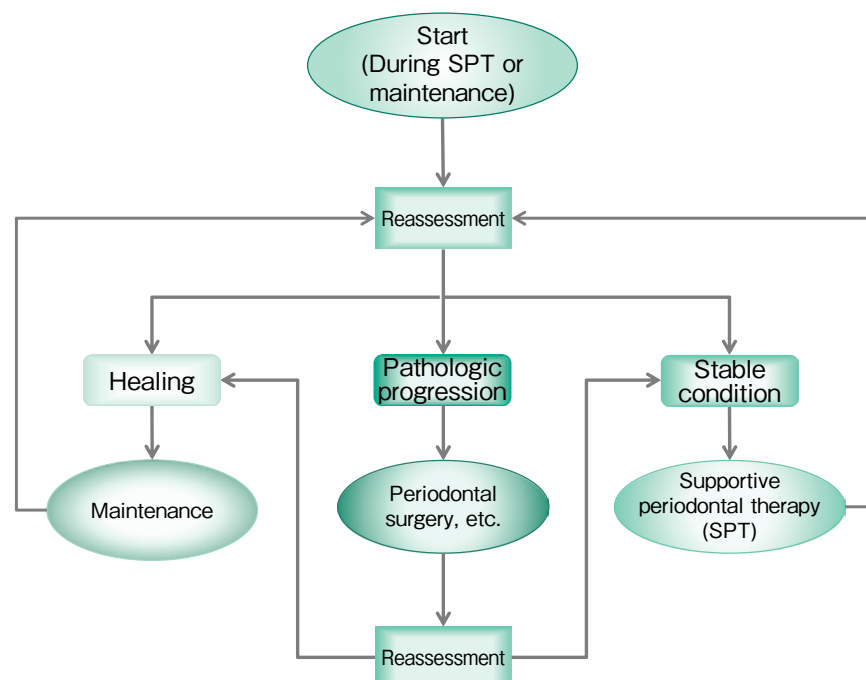 Start
(During SPT or
maintenance)
Reassessment
Healing
Pathologic
progression
Stable
condition
Maintenance
Periodontal
surgery, etc.
Supportive
periodontal therapy
(SPT)
Reassessment